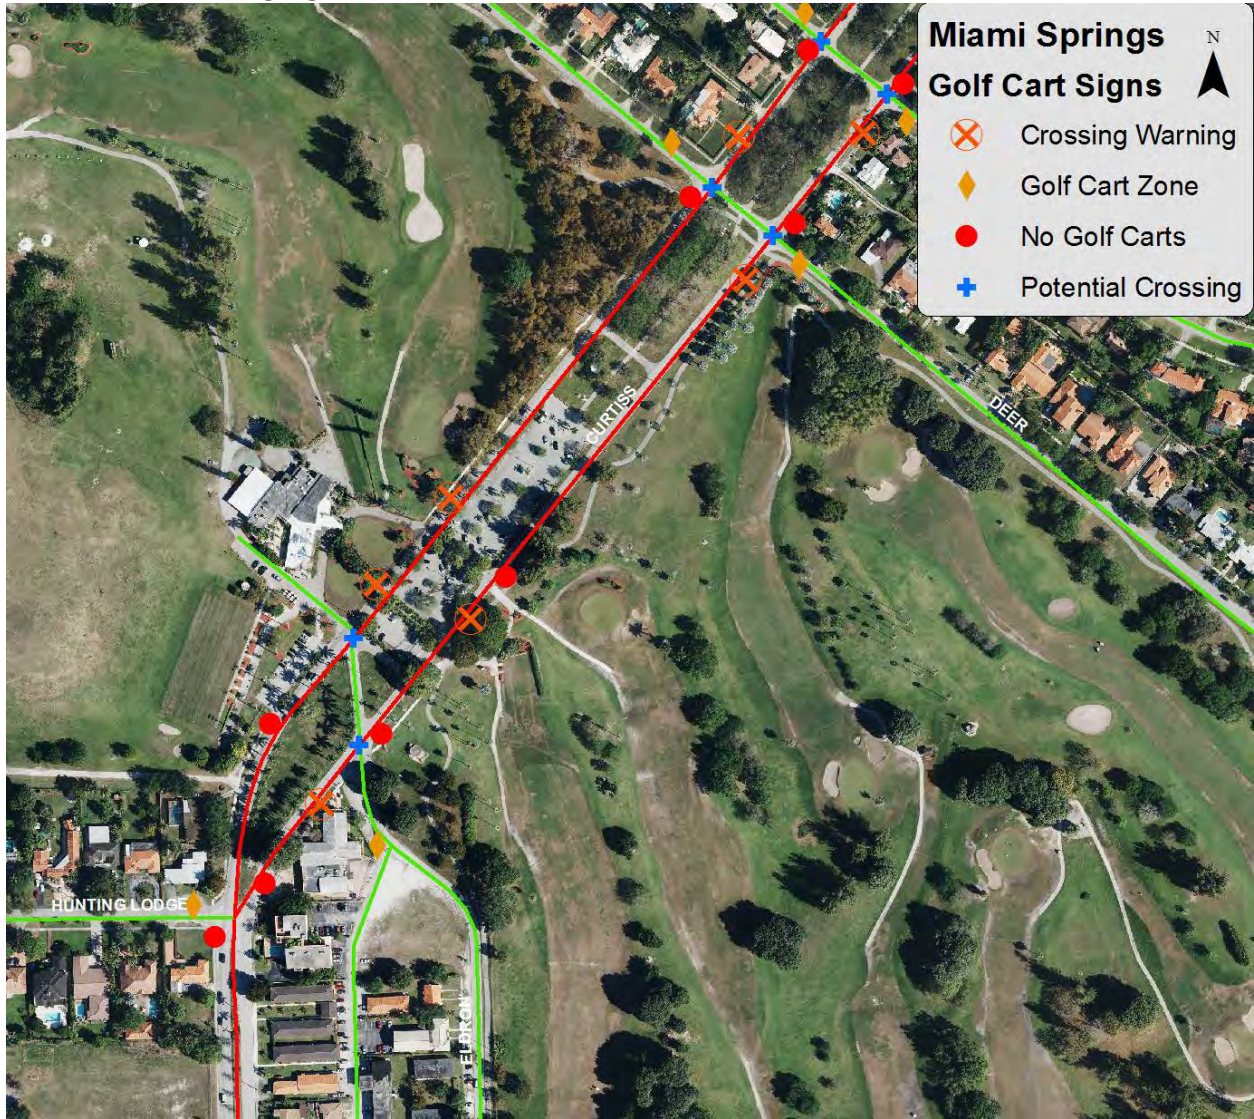 Miami Springs
N
Golf Cart Signs
Crossing Warning
Golf Cart Zone
No Golf Carts
Potential Crossing
CURTISS
DEER
HUNTING LODGE
ELDRON